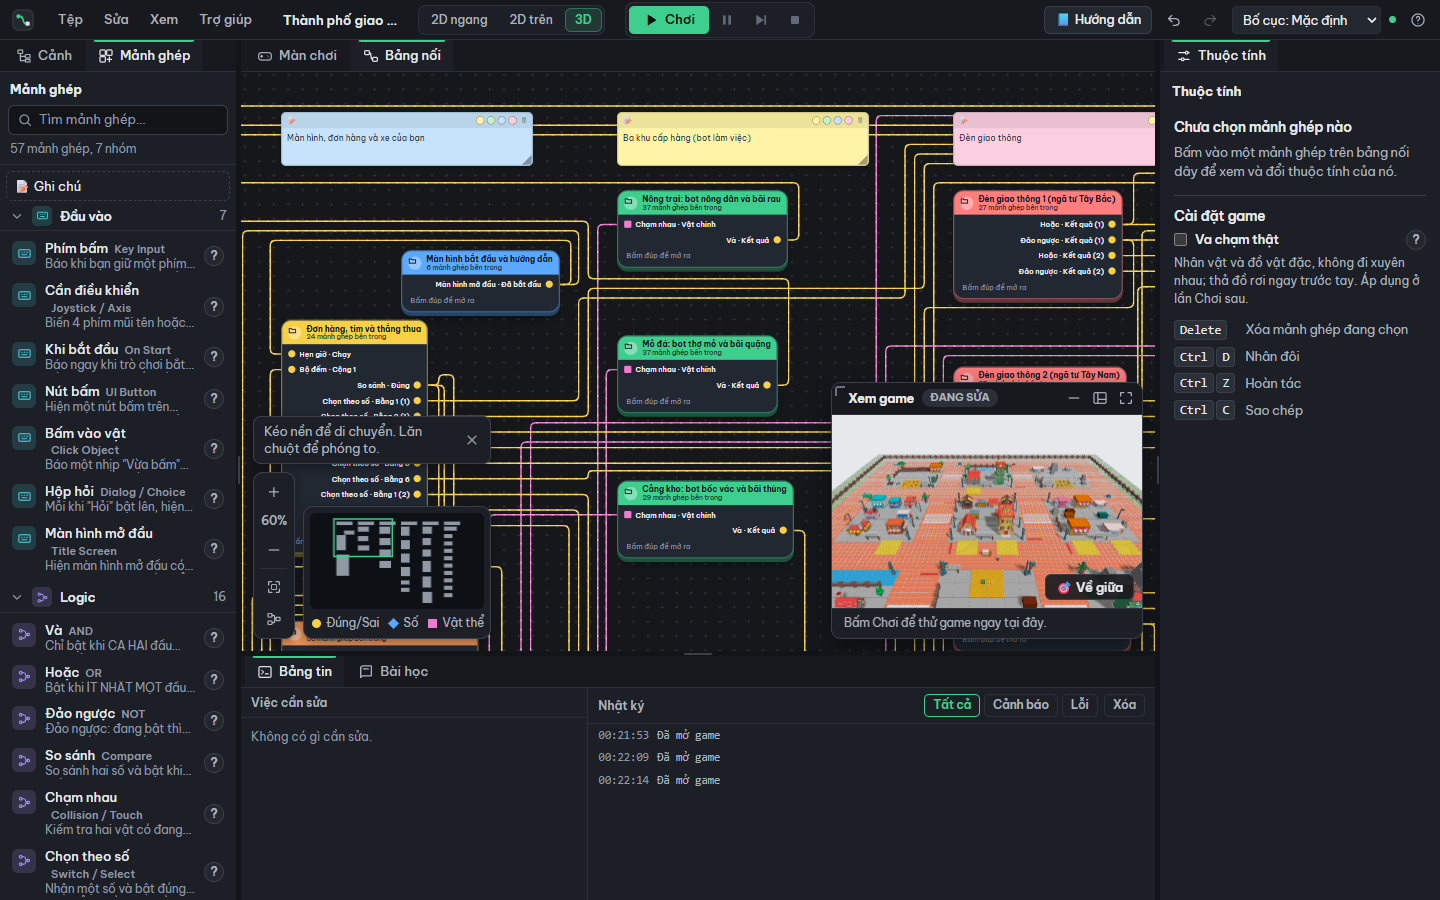 Tệp
Sửa
Xem
Trợ giúp
Thành phố giao ...
2D ngang
2D trên
3D
Chơi
Hướng dẫn
Bố cục: Mặc định
Cảnh
Mảnh ghép
Màn chơi
Bảng nối
Thuộc tính
Mảnh ghép
Tìm mảnh ghép...
57 mảnh ghép, 7 nhóm
Ghi chú
Đầu vào
7
Phím bấm Key Input
Báo khi bạn giữ một phím...
?
Cần điều khiển
Joystick / Axis
Biến 4 phím mũi tên hoặc...
?
Khi bắt đầu On Start
Báo ngay khi trò chơi bắt...
?
Nút bấm UI Button
Hiện một nút bấm trên...
?
Bấm vào vật
Click Object
Báo một nhịp "Vừa bấm"...
?
Hộp hỏi Dialog / Choice
Mỗi khi "Hỏi" bật lên, hiện...
?
Màn hình mở đầu
Title Screen
Hiện màn hình mở đầu có...
?
Logic
16
Và AND
Chỉ bật khi CẢ HAI đầu...
?
Hoặc OR
Bật khi ÍT NHẤT MỘT đầu...
?
Đảo ngược NOT
Đảo ngược: đang bật thì...
?
So sánh Compare
So sánh hai số và bật khi...
?
Chạm nhau
Collision / Touch
Kiểm tra hai vật có đang...
?
Chọn theo số
Switch / Select
Nhận một số và bật đúng...
?
Màn hình, đơn hàng và xe của bạn
Ba khu cấp hàng (bot làm việc)
Đèn giao thông
Màn hình bắt đầu và hướng dẫn
6 mảnh ghép bên trong
Màn hình mở đầu · Đã bắt đầu
Bấm đúp để mở ra
Đơn hàng, tim và thắng thua
24 mảnh ghép bên trong
Hẹn giờ · Chạy
Bộ đếm · Cộng 1
So sánh · Đúng
Chọn theo số · Bằng 1 (1)
Chọn theo số · Bằng 6
Chọn theo số · Bằng 1 (2)
Nông trại: bot nông dân và bãi rau
37 mảnh ghép bên trong
Chạm nhau · Vật chính
Và · Kết quả
Bấm đúp để mở ra
Mỏ đá: bot thợ mỏ và bãi quặng
37 mảnh ghép bên trong
Chạm nhau · Vật chính
Và · Kết quả
Bấm đúp để mở ra
Cảng kho: bot bốc vác và bãi thùng
29 mảnh ghép bên trong
Chạm nhau · Vật chính
Và · Kết quả
Bấm đúp để mở ra
Đèn giao thông 1 (ngã tư Tây Bắc)
27 mảnh ghép bên trong
Hoặc · Kết quả (1)
Đảo ngược · Kết quả (1)
Hoặc · Kết quả (2)
Đảo ngược · Kết quả (2)
Bấm đúp để mở ra
Đèn giao thông 2 (ngã tư Tây Nam)
Kéo nền để di chuyển. Lăn
chuột để phóng to.
60%
Đúng/Sai
Số
Vật thể
Xem game
ĐANG SỬA
Về giữa
Bấm Chơi để thử game ngay tại đây.
Bảng tin
Bài học
Việc cần sửa
Không có gì cần sửa.
Nhật ký
Tất cả
Cảnh báo
Lỗi
Xóa
00:21:53 Đã mở game
00:22:09 Đã mở game
00:22:14 Đã mở game
Thuộc tính
Chưa chọn mảnh ghép nào
Bấm vào một mảnh ghép trên bảng nối
dây để xem và đổi thuộc tính của nó.
Cài đặt game
Va chạm thật
?
Nhân vật và đồ vật đặc, không đi xuyên
nhau; thả đồ rơi ngay trước tay. Áp dụng ở
lần Chơi sau.
Delete Xóa mảnh ghép đang chọn
Ctrl D Nhân đôi
Ctrl Z Hoàn tác
Ctrl C Sao chép